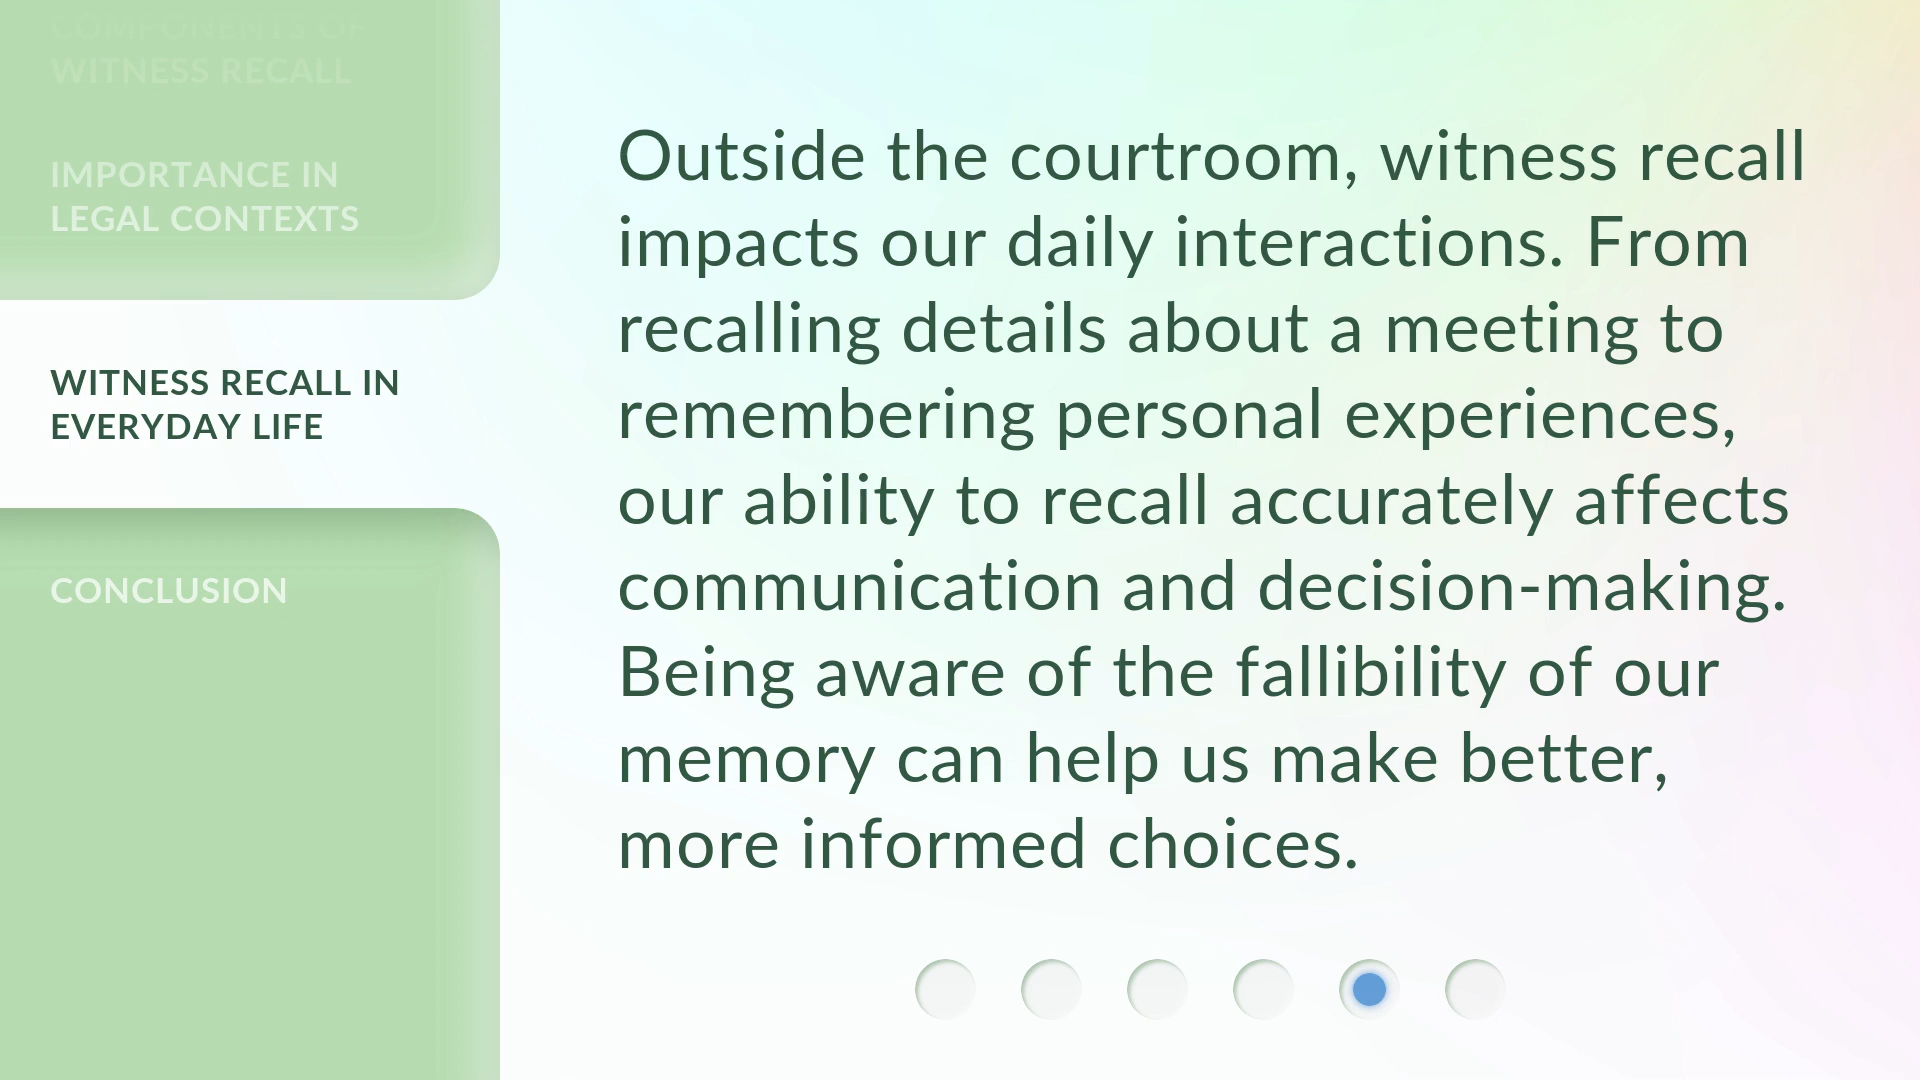 COMPONENTS OF
WITNESS RECALL
IMPORTANCE IN
LEGAL CONTEXTS
WITNESS RECALL IN
EVERYDAY LIFE
CONCLUSION
Outside the courtroom, witness recall
impacts our daily interactions. From
recalling details about a meeting to
remembering personal experiences,
our ability to recall accurately affects
communication and decision-making.
Being aware of the fallibility of our
memory can help us make better,
more informed choices.